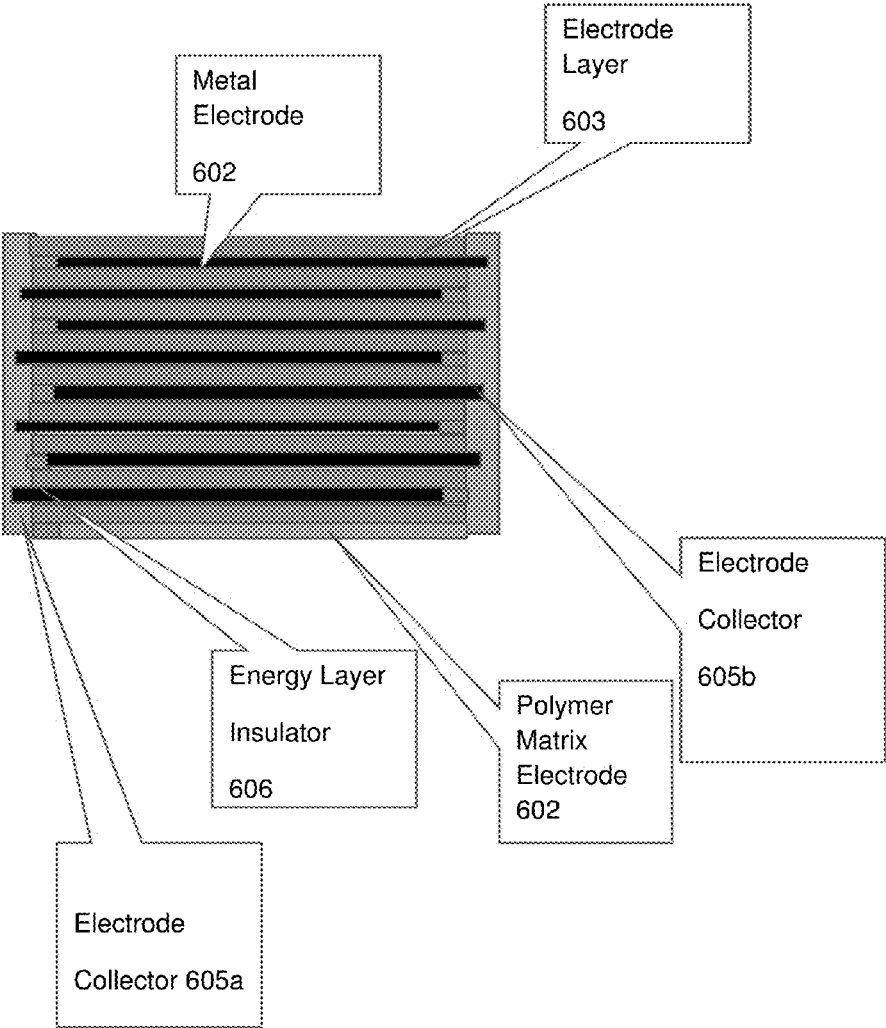 Electrode
Layer
603
Metal
Electrode
602
Electrode
Collector
605b
Energy Layer
Insulator
606
Polymer
Matrix
Electrode
602
Electrode
Collector 605a